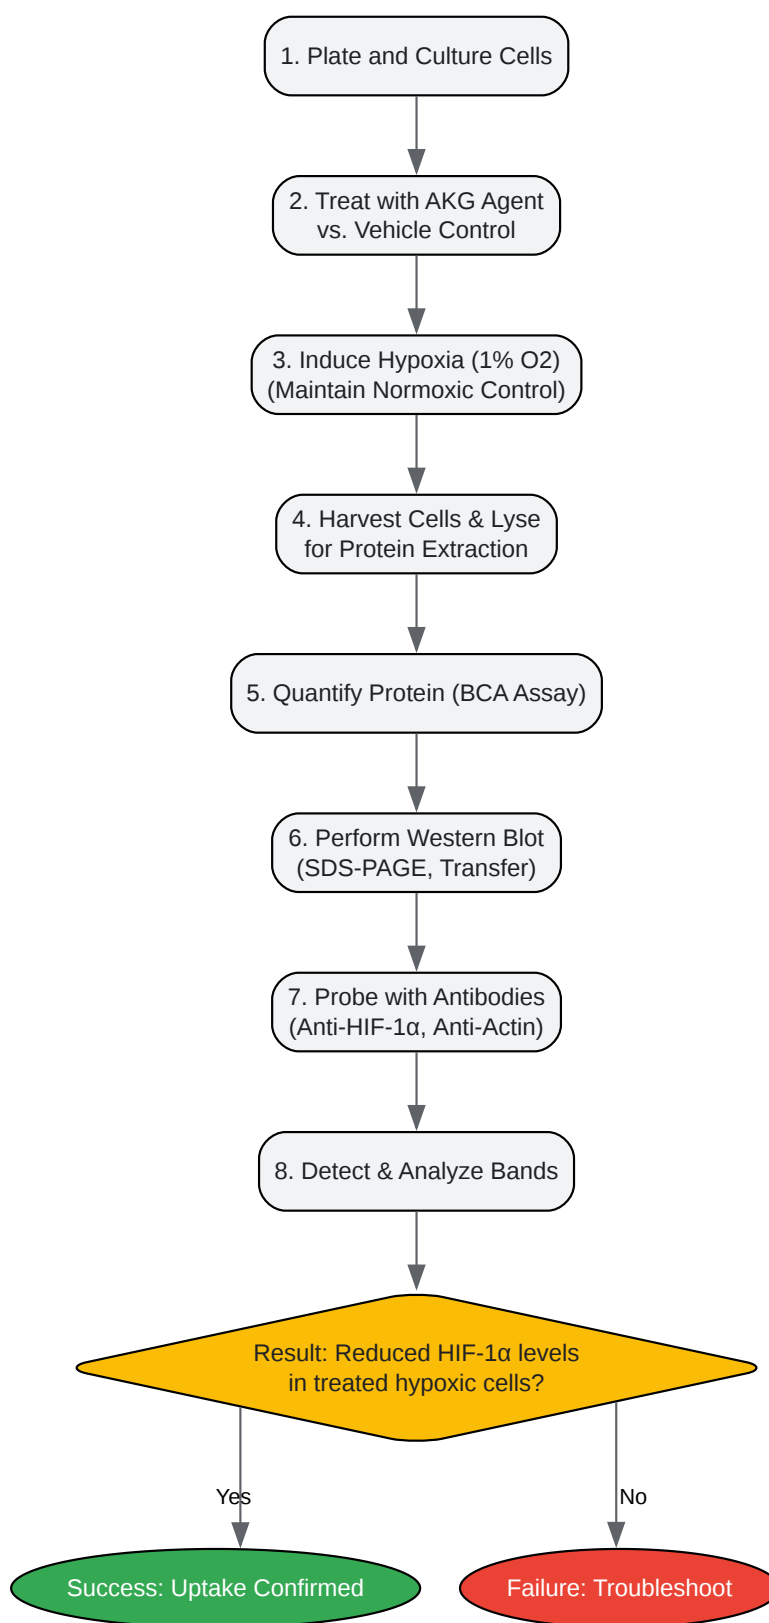 1. Plate and Culture Cells
2. Treat with AKG Agent
vs. Vehicle Control
3. Induce Hypoxia (1% O2)
(Maintain Normoxic Control)
4. Harvest Cells & Lyse
for Protein Extraction
5. Quantify Protein (BCA Assay)
6. Perform Western Blot
(SDS-PAGE, Transfer)
7. Probe with Antibodies
(Anti-HIF-1α, Anti-Actin)
8. Detect & Analyze Bands
Result: Reduced HIF-1α levels
in treated hypoxic cells?
Yes
No
Success: Uptake Confirmed
Failure: Troubleshoot